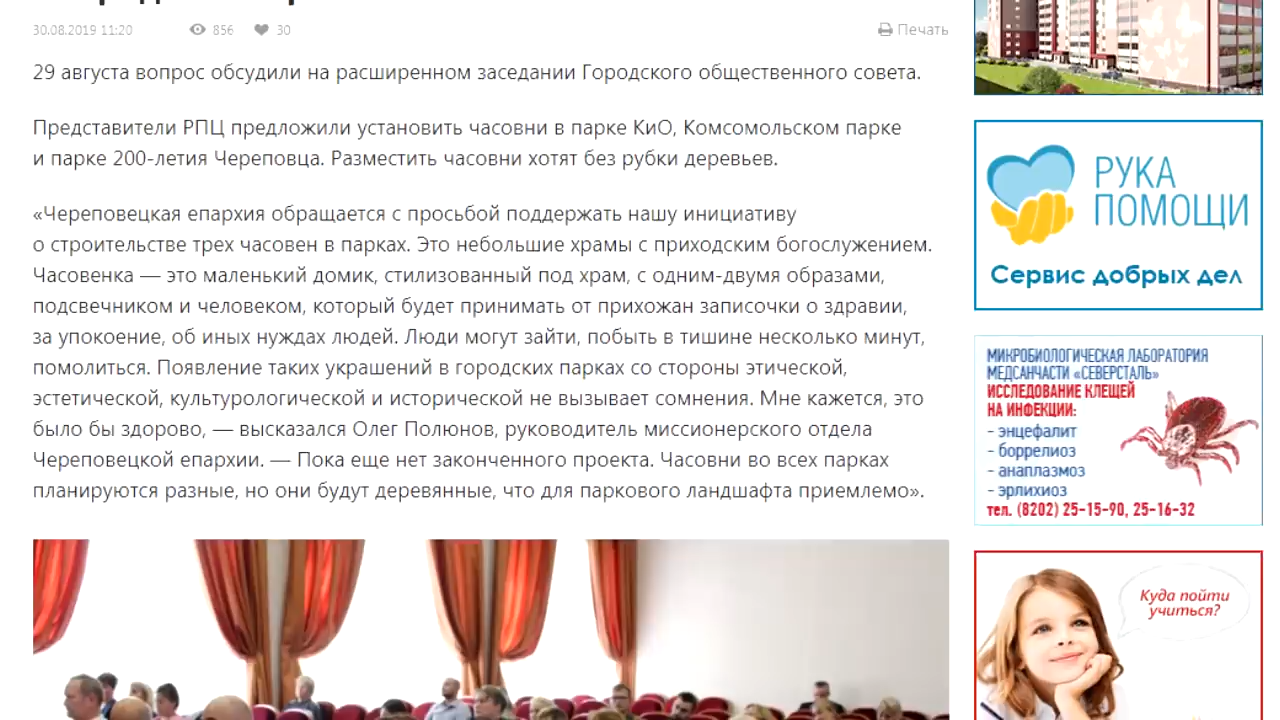 30.08.2019 11:20
856
30
Печать
29 августа вопрос обсудили на расширенном заседании Городского общественного совета.
Представители РПЦ предложили установить часовни в парке КиО, Комсомольском парке
и парке 200-летия Череповца. Разместить часовни хотят без рубки деревьев.
«Череповецкая епархия обращается с просьбой поддержать нашу инициативу
о строительстве трех часовен в парках. Это небольшие храмы с приходским богослужением.
Часовенка — это маленький домик, стилизованный под храм, с одним-двумя образами,
подсвечником и человеком, который будет принимать от прихожан записочки о здравии,
за упокоение, об иных нуждах людей. Люди могут зайти, побыть в тишине несколько минут,
помолиться. Появление таких украшений в городских парках со стороны этической,
эстетической, культурологической и исторической не вызывает сомнения. Мне кажется, это
было бы здорово, — высказался Олег Полюнов, руководитель миссионерского отдела
Череповецкой епархии. — Пока еще нет законченного проекта. Часовни во всех парках
планируются разные, но они будут деревянные, что для паркового ландшафта приемлемо».
РУКА
ПОМОЩИ
Сервис добрых дел
МИКРОБИОЛОГИЧЕСКАЯ ЛАБОРАТОРИЯ
МЕДСАНЧАСТИ «СЕВЕРСТАЛЬ»
ИССЛЕДОВАНИЕ КЛЕЩЕЙ
НА ИНФЕКЦИИ:
- энцефалит
- боррелиоз
- анаплазмоз
- эрлихиоз
тел. (8202) 25-15-90, 25-16-32
Куда пойти
учиться?